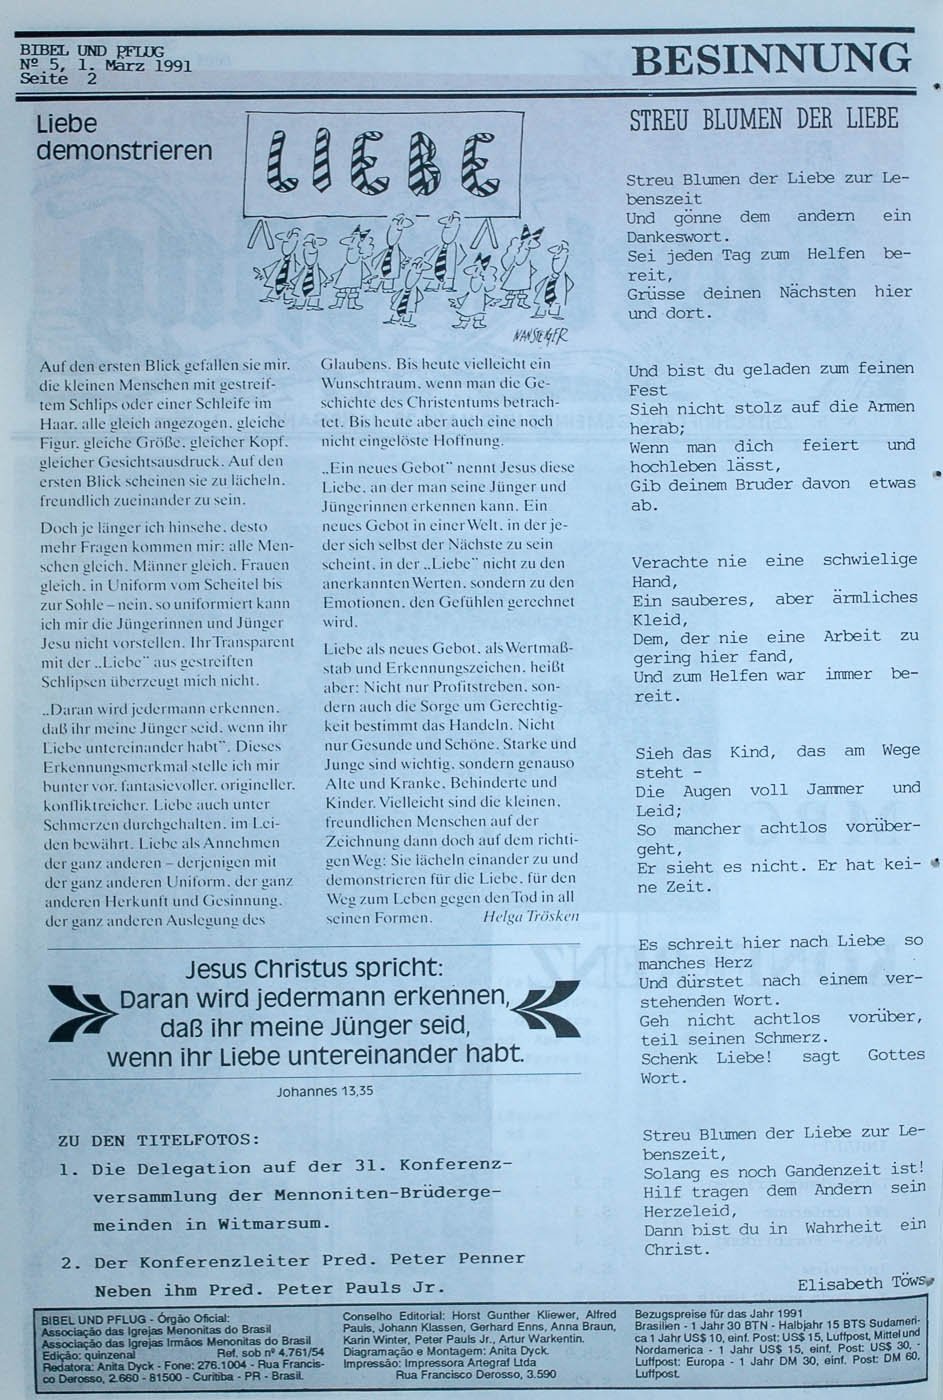 BIBEL UND PFLUG
Nº 5, 1. März 1991
Seite 2
BESINNUNG
Liebe
demonstrieren
LIEBE
NANSTEIGER
Auf den ersten Blick gefallen sie mir,
die kleinen Menschen mit gestreif-
tem Schlips oder einer Schleife im
Haar, alle gleich angezogen, gleiche
Figur, gleiche Größe, gleicher Kopf,
gleicher Gesichtsausdruck. Auf den
ersten Blick scheinen sie zu lächeln,
freundlich zueinander zu sein.
Doch je länger ich hinsehe, desto
mehr Fragen kommen mir: alle Men-
schen gleich, Männer gleich, Frauen
gleich, in Uniform vom Scheitel bis
zur Sohle – nein, so uniformiert kann
ich mir die Jüngerinnen und Jünger
Jesu nicht vorstellen. Ihr Transparent
mit der „Liebe" aus gestreiften
Schlipsen überzeugt mich nicht.
„Daran wird jedermann erkennen,
daß ihr meine Jünger seid, wenn ihr
Liebe untereinander habt". Dieses
Erkennungsmerkmal stelle ich mir
bunter vor, fantasievoller, origineller,
konfliktreicher. Liebe auch unter
Schmerzen durchgehalten, im Lei-
den bewährt. Liebe als Annehmen
der ganz anderen – derjenigen mit
der ganz anderen Uniform, der ganz
anderen Herkunft und Gesinnung,
der ganz anderen Auslegung des
Glaubens. Bis heute vielleicht ein
Wunschtraum, wenn man die Ge-
schichte des Christentums betrach-
tet. Bis heute aber auch eine noch
nicht eingelöste Hoffnung.
„Ein neues Gebot" nennt Jesus diese
Liebe, an der man seine Jünger und
Jüngerinnen erkennen kann. Ein
neues Gebot in einer Welt, in der je-
der sich selbst der Nächste zu sein
scheint, in der „Liebe" nicht zu den
anerkannten Werten, sondern zu den
Emotionen, den Gefühlen gerechnet
wird.
Liebe als neues Gebot, als Wertmaß-
stab und Erkennungszeichen, heißt
aber: Nicht nur Profitstreben, son-
dern auch die Sorge um Gerechtig-
keit bestimmt das Handeln. Nicht
nur Gesunde und Schöne, Starke und
Junge sind wichtig, sondern genauso
Alte und Kranke, Behinderte und
Kinder. Vielleicht sind die kleinen,
freundlichen Menschen auf der
Zeichnung dann doch auf dem richti-
gen Weg: Sie lächeln einander zu und
demonstrieren für die Liebe, für den
Weg zum Leben gegen den Tod in all
seinen Formen. Helga Trösken
Jesus Christus spricht:
Daran wird jedermann erkennen,
daß ihr meine Jünger seid,
wenn ihr Liebe untereinander habt.
Johannes 13,35
ZU DEN TITELFOTOS:
1. Die Delegation auf der 31. Konferenz-
versammlung der Mennoniten-Brüderge-
meinden in Witmarsum.
2. Der Konferenzleiter Pred. Peter Penner
Neben ihm Pred. Peter Pauls Jr.
STREU BLUMEN DER LIEBE
Streu Blumen der Liebe zur Le-
benszeit
Und gönne dem andern ein
Dankeswort.
Sei jeden Tag zum Helfen be-
reit,
Grüsse deinen Nächsten hier
und dort.
Und bist du geladen zum feinen
Fest
Sieh nicht stolz auf die Armen
herab;
Wenn man dich feiert und
hochleben lässt,
Gib deinem Bruder davon etwas
ab.
Verachte nie eine schwielige
Hand,
Ein sauberes, aber ärmliches
Kleid,
Dem, der nie eine Arbeit zu
gering hier fand,
Und zum Helfen war immer be-
reit.
Sieh das Kind, das am Wege
steht -
Die Augen voll Jammer und
Leid;
So mancher achtlos vorüber-
geht,
Er sieht es nicht. Er hat kei-
ne Zeit.
Es schreit hier nach Liebe so
manches Herz
Und dürstet nach einem ver-
stehenden Wort.
Geh nicht achtlos vorüber,
teil seinen Schmerz.
Schenk Liebe! sagt Gottes
Wort.
Streu Blumen der Liebe zur Le-
benszeit,
Solang es noch Gandenzeit ist!
Hilf tragen dem Andern sein
Herzeleid,
Dann bist du in Wahrheit ein
Christ.
Elisabeth Töws
BIBEL UND PFLUG - Órgão Oficial:
Associação das Igrejas Menonitas do Brasil
Associação das Igrejas Irmãos Menonitas do Brasil
Edição: quinzenal Ref. sob nº 4.761/54
Redatora: Anita Dyck - Fone: 276.1004 - Rua Francis-
co Derosso, 2.660 - 81500 - Curitiba - PR - Brasil.
Conselho Editorial: Horst Gunther Kliewer, Alfred
Pauls, Johann Klassen, Gerhard Enns, Anna Braun,
Karin Winter, Peter Pauls Jr., Artur Warkentin.
Diagramação e Montagem: Anita Dyck.
Impressão: Impressora Artegraf Ltda
Rua Francisco Derosso, 3.590
Bezugspreise für das Jahr 1991
Brasilien - 1 Jahr 30 BTN - Halbjahr 15 BTS Südameri-
ca 1 Jahr US$ 10, einf. Post: US$ 15, Luftpost, Mittel und
Nordamerica - 1 Jahr US$ 15, einf. Post: US$ 30, -
Luftpost: Europa - 1 Jahr DM 30, einf. Post: DM 60,
Luftpost.